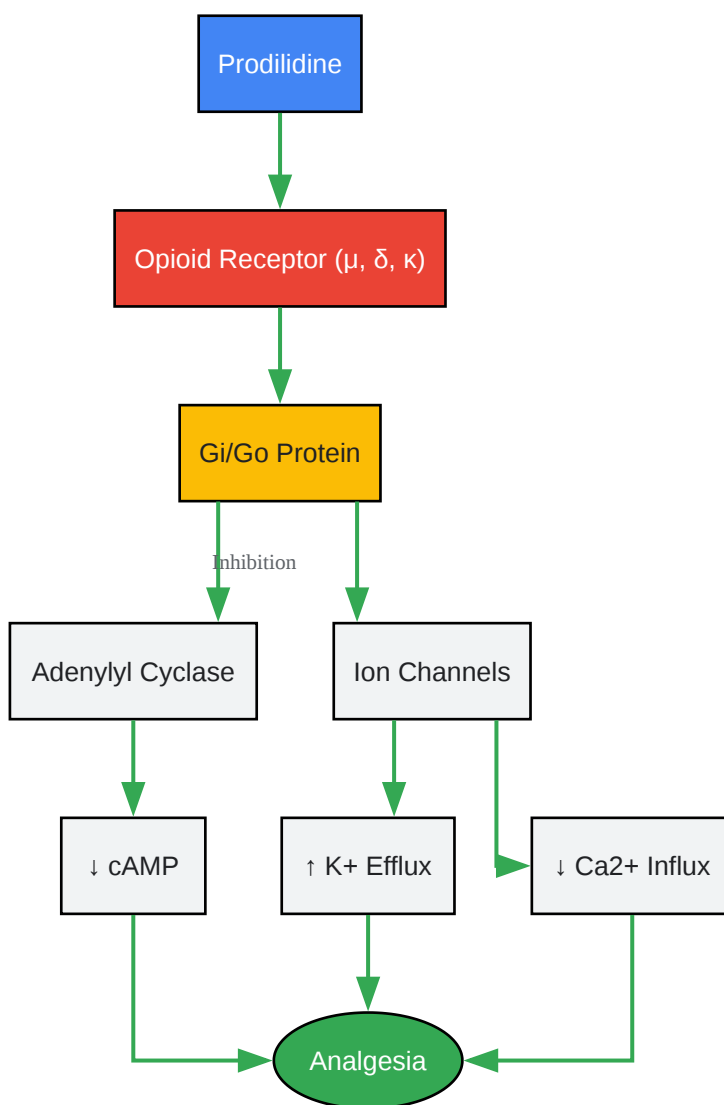 Prodilidine
Opioid Receptor (μ, δ, κ)
Gi/Go Protein
Inhibition
Adenylyl Cyclase
Ion Channels
↓ cAMP
↑ K+ Efflux
↓ Ca2+ Influx
Analgesia